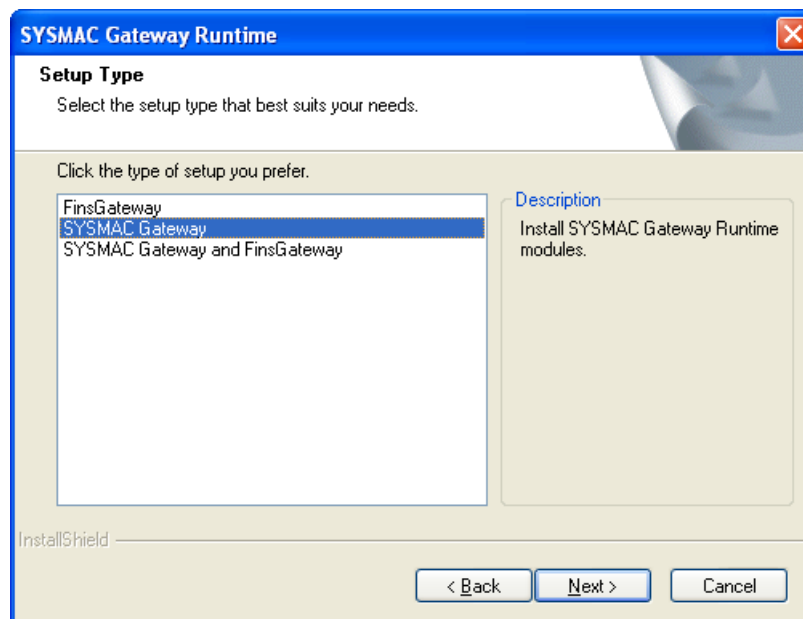 SYSMAC Gateway Runtime
Setup Type
Select the setup type that best suits your needs.
Click the type of setup you prefer.
FinsGateway
SYSMAC Gateway
SYSMAC Gateway and FinsGateway
Description
Install SYSMAC Gateway Runtime
modules.
InstallShield
< Back
Next >
Cancel